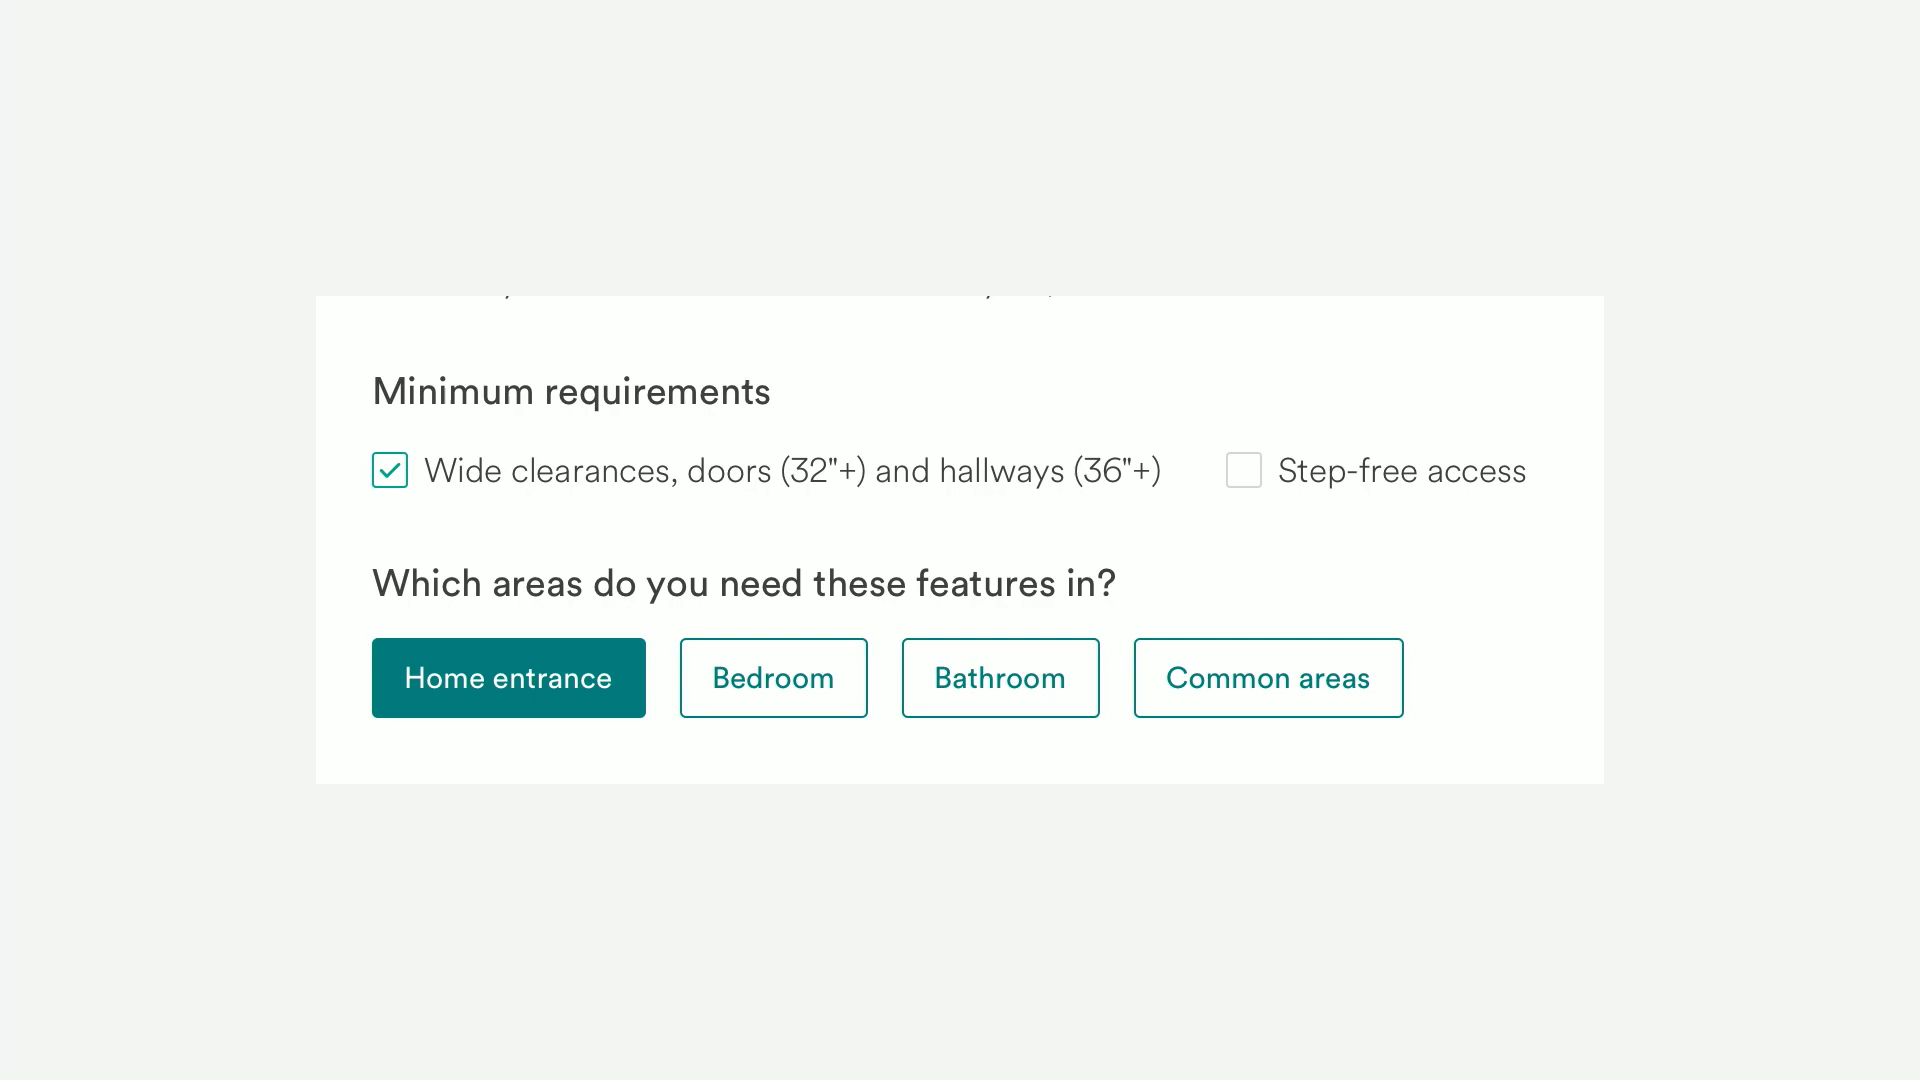 Minimum requirements
Wide clearances, doors (32"+) and hallways (36"+) Step-free access
Which areas do you need these features in?
Home entrance Bedroom Bathroom Common areas